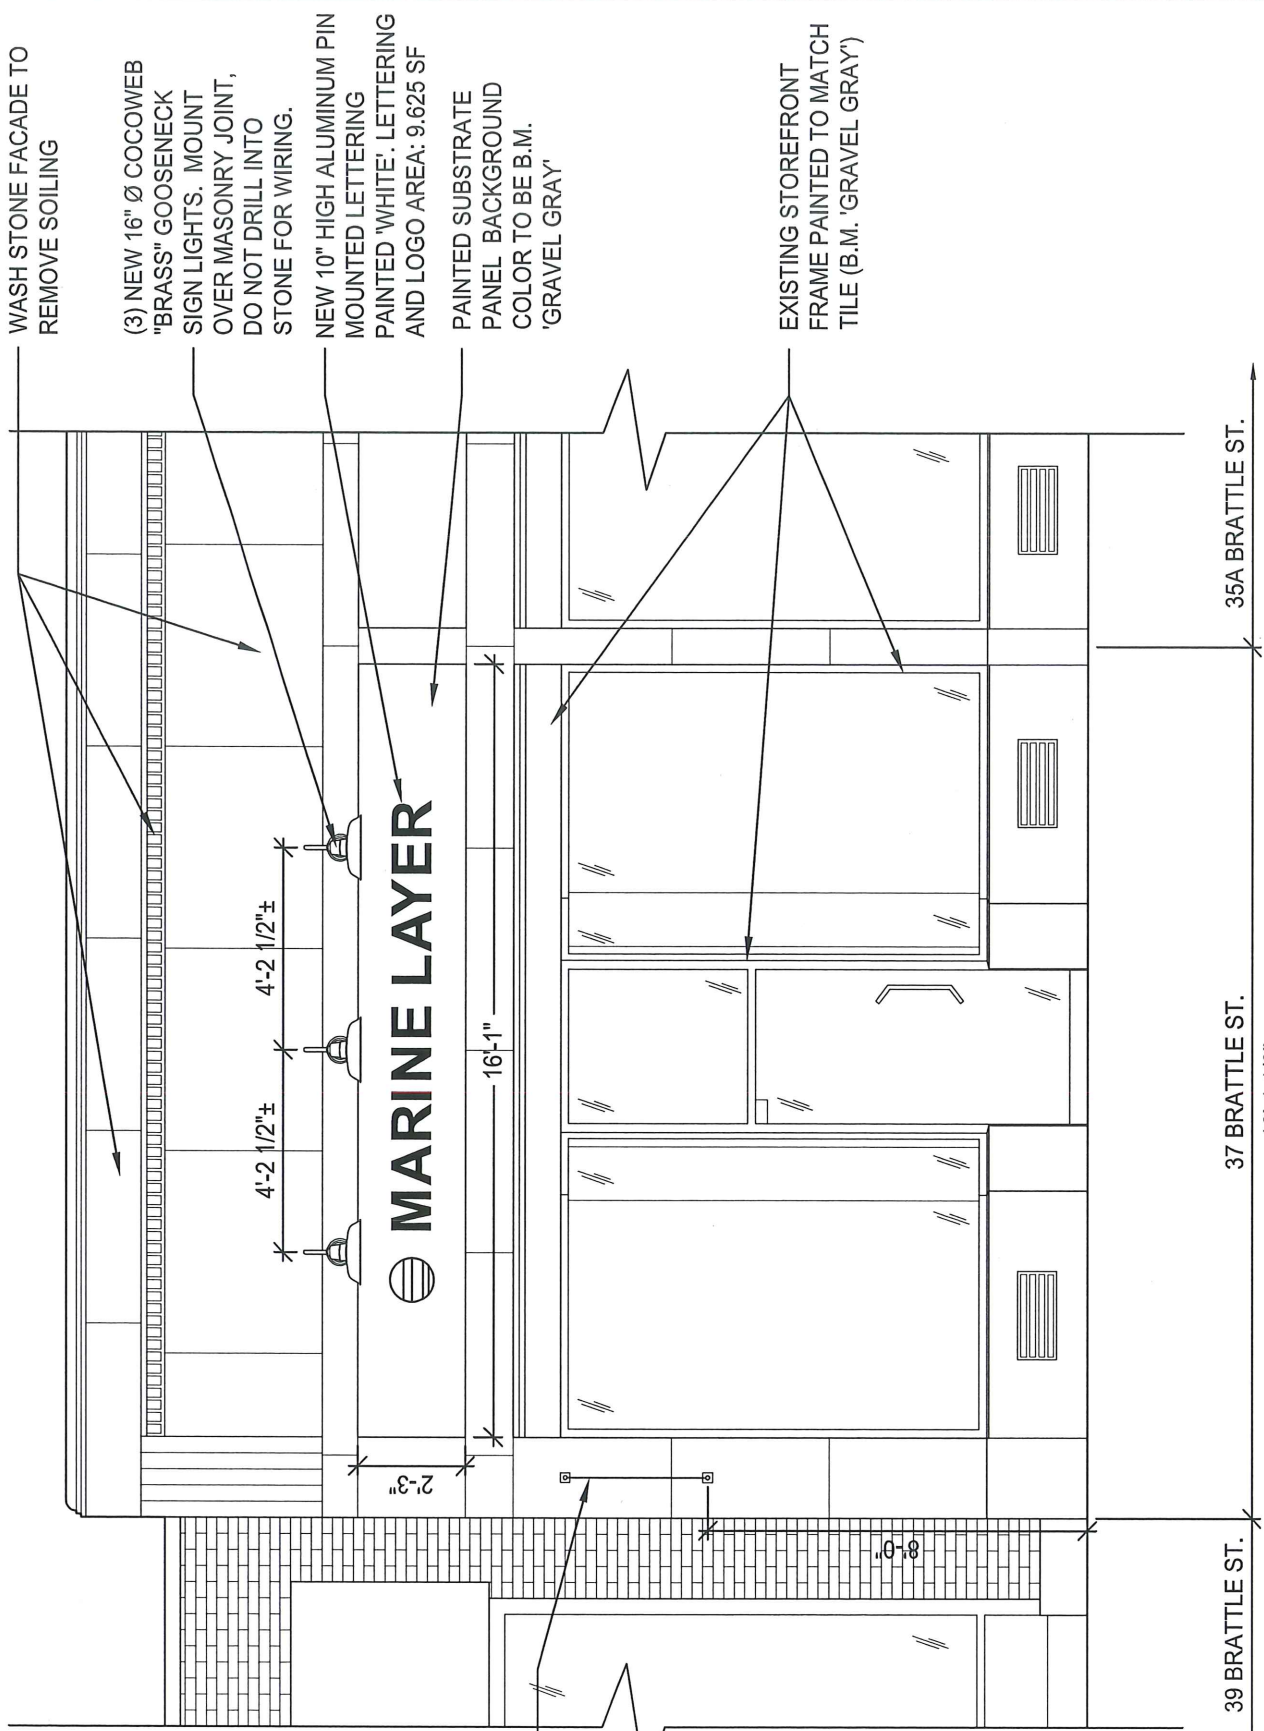 WASH STONE FACADE TO
REMOVE SOILING
(3) NEW 16" Ø COCOWEB
"BRASS" GOOSENECK
SIGN LIGHTS. MOUNT
OVER MASONRY JOINT,
DO NOT DRILL INTO
STONE FOR WIRING.
NEW 10" HIGH ALUMINUM PIN
MOUNTED LETTERING
PAINTED 'WHITE'. LETTERING
AND LOGO AREA: 9.625 SF
PAINTED SUBSTRATE
PANEL BACKGROUND
COLOR TO BE B.M.
'GRAVEL GRAY'
EXISTING STOREFRONT
FRAME PAINTED TO MATCH
TILE (B.M. 'GRAVEL GRAY')
4'-2 1/2"±
4'-2 1/2"±
MARINE LAYER
16'-1"
2'-3"
8'-0"
39 BRATTLE ST.
37 BRATTLE ST.
35A BRATTLE ST.